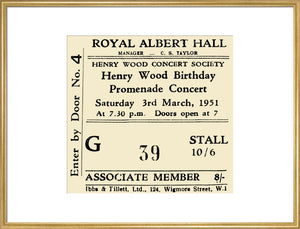 ROYAL ALBERT HALL
MANAGER — C. S. TAYLOR
HENRY WOOD CONCERT SOCIETY
Henry Wood Birthday
Promenade Concert
Saturday 3rd March, 1951
At 7.30 p.m. Doors open at 7
Enter by Door No. 4
G 39 STALL
10/6
ASSOCIATE MEMBER 8/-
Ibbs & Tillett, Ltd., 124, Wigmore Street, W.1